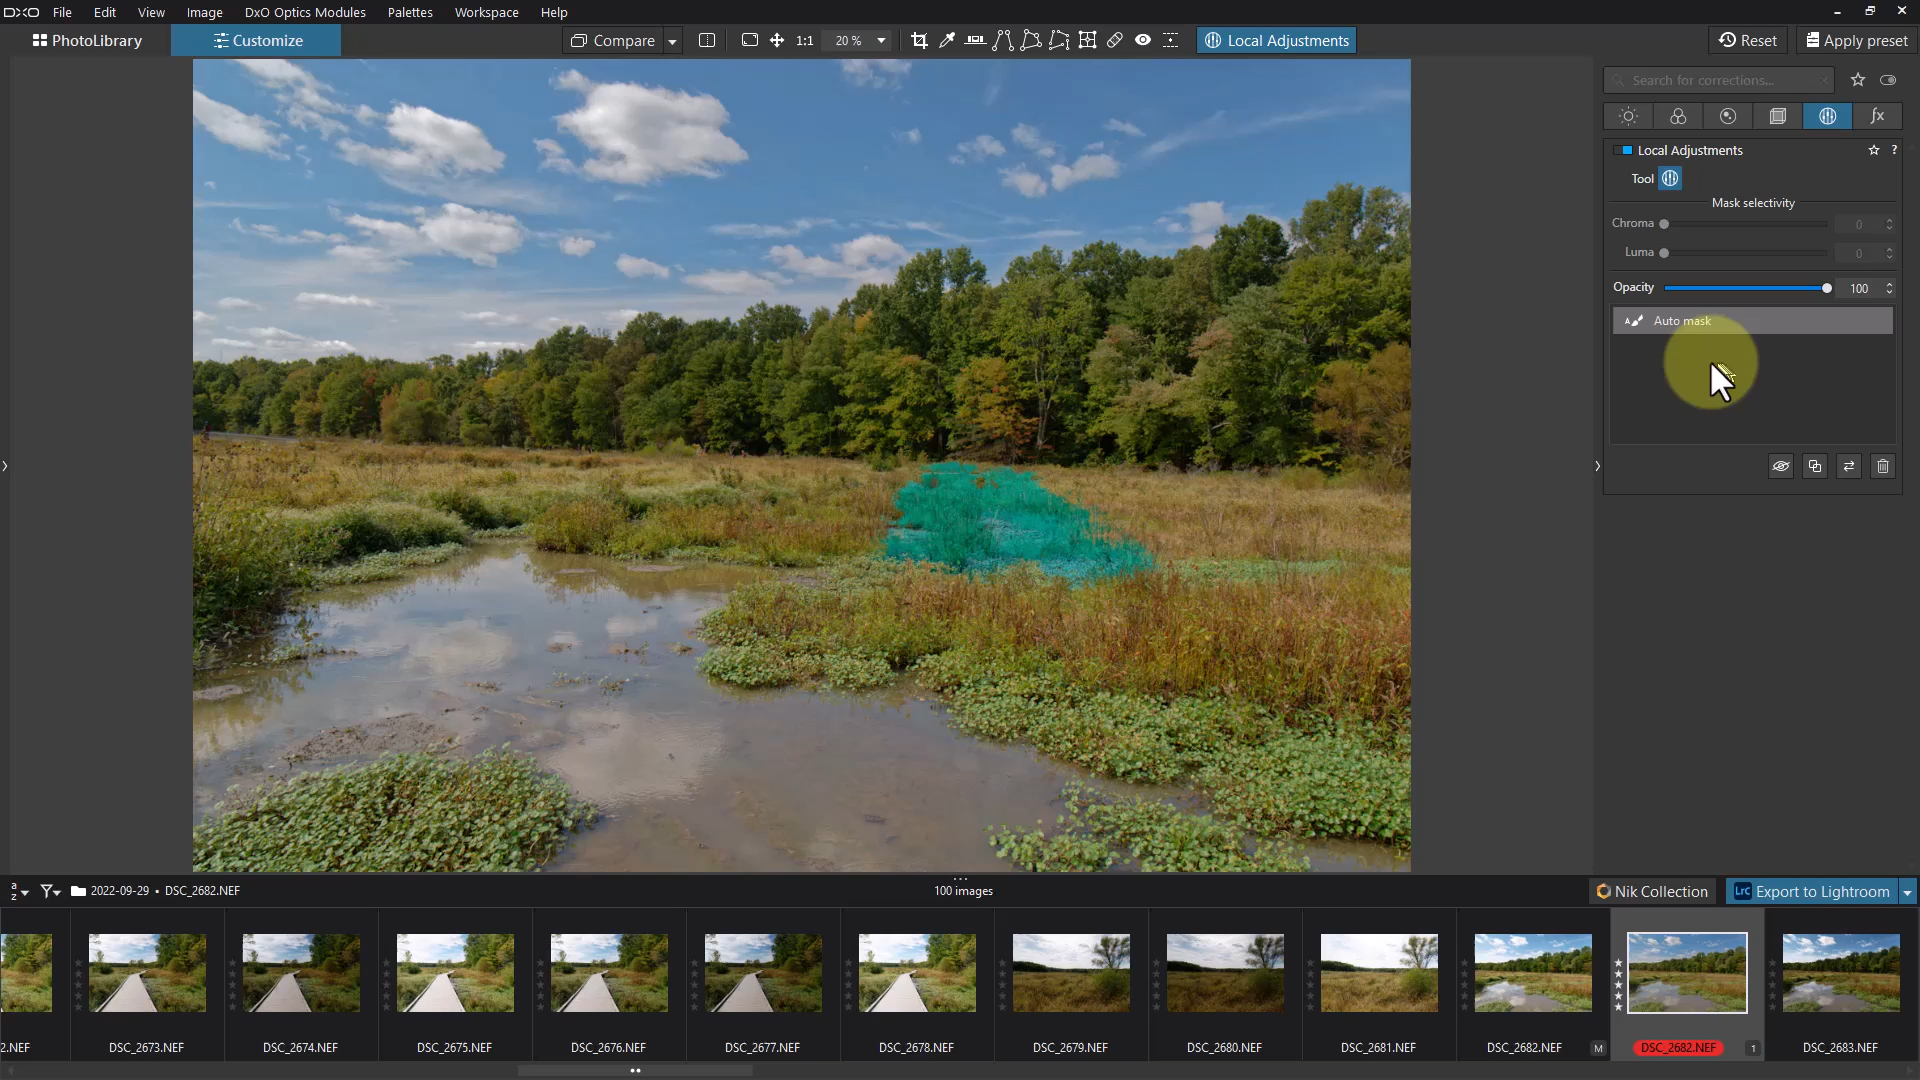 DXO File Edit View Image DxO Optics Modules Palettes Workspace Help
PhotoLibrary Customize Compare 1:1 20 % Local Adjustments Reset Apply preset
Search for corrections...
fx
Local Adjustments ?
Tool
Mask selectivity
Chroma 0
Luma 0
Opacity 100
A Auto mask
a
z 2022-09-29 • DSC_2682.NEF 100 images Nik Collection LrC Export to Lightroom
2.NEF DSC_2673.NEF DSC_2674.NEF DSC_2675.NEF DSC_2676.NEF DSC_2677.NEF DSC_2678.NEF DSC_2679.NEF DSC_2680.NEF DSC_2681.NEF DSC_2682.NEF M DSC_2682.NEF 1 DSC_2683.NEF